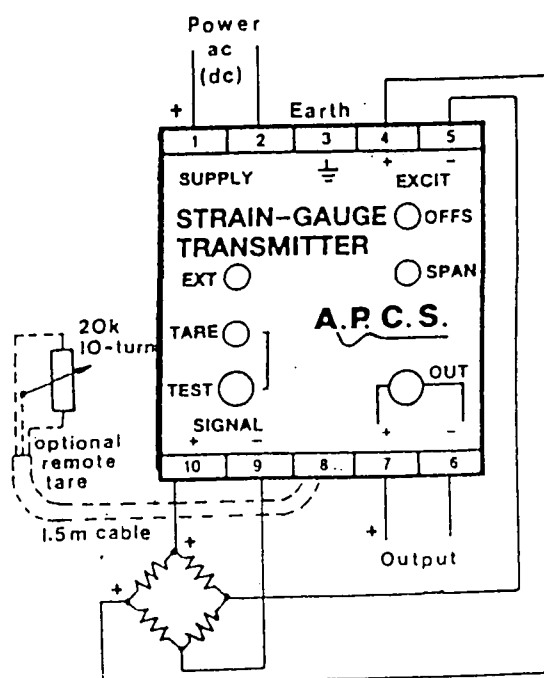 Power
ac
(dc)
+
Earth
1 2 3 4 5
+ -
SUPPLY
EXCIT
STRAIN-GAUGE
TRANSMITTER
OFFS
EXT
SPAN
20k
10-turn
TARE
A.P.C.S.
TEST
OUT
SIGNAL
+ -
+ -
optional
remote
tare
10 9 8 7 6
1.5m cable
+
Output
+
+